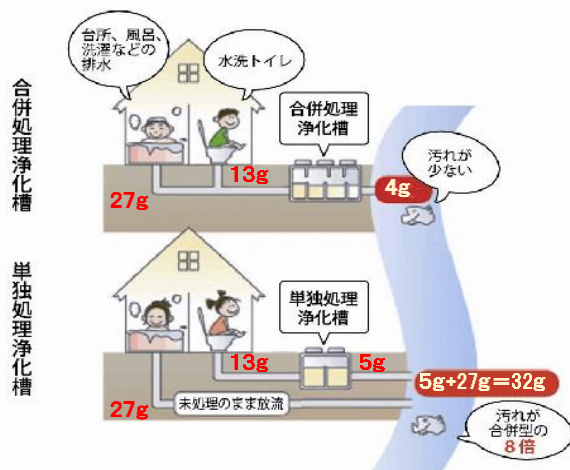 合併処理浄化槽
台所、風呂、
洗濯などの
排水
水洗トイレ
合併処理
浄化槽
汚れが
少ない
27g
13g
4g
単独処理浄化槽
単独処理
浄化槽
13g
5g
27g
未処理のまま放流
5g+27g=32g
汚れが
合併型の
8倍